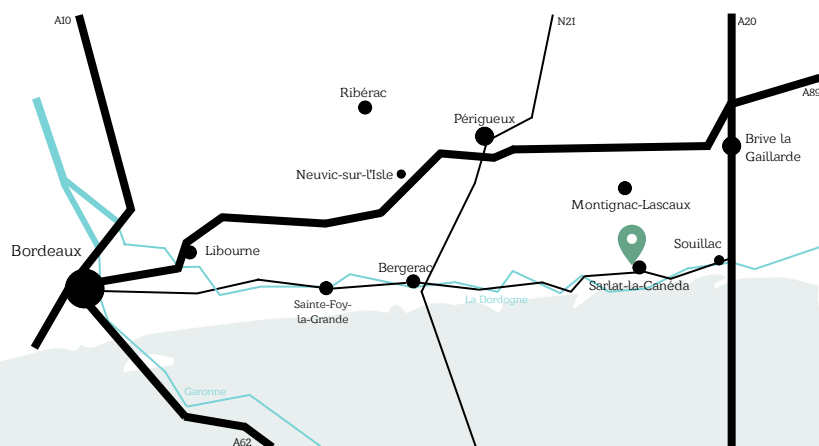 A10
N21
A20
A89
Ribérac
Périgueux
Brive la
Gaillarde
Neuvic-sur-l'Isle
Montignac-Lascaux
Bordeaux
Libourne
Souillac
Bergerac
Sarlat-la-Canéda
La Dordogne
Sainte-Foy-
la-Grande
Garonne
A62